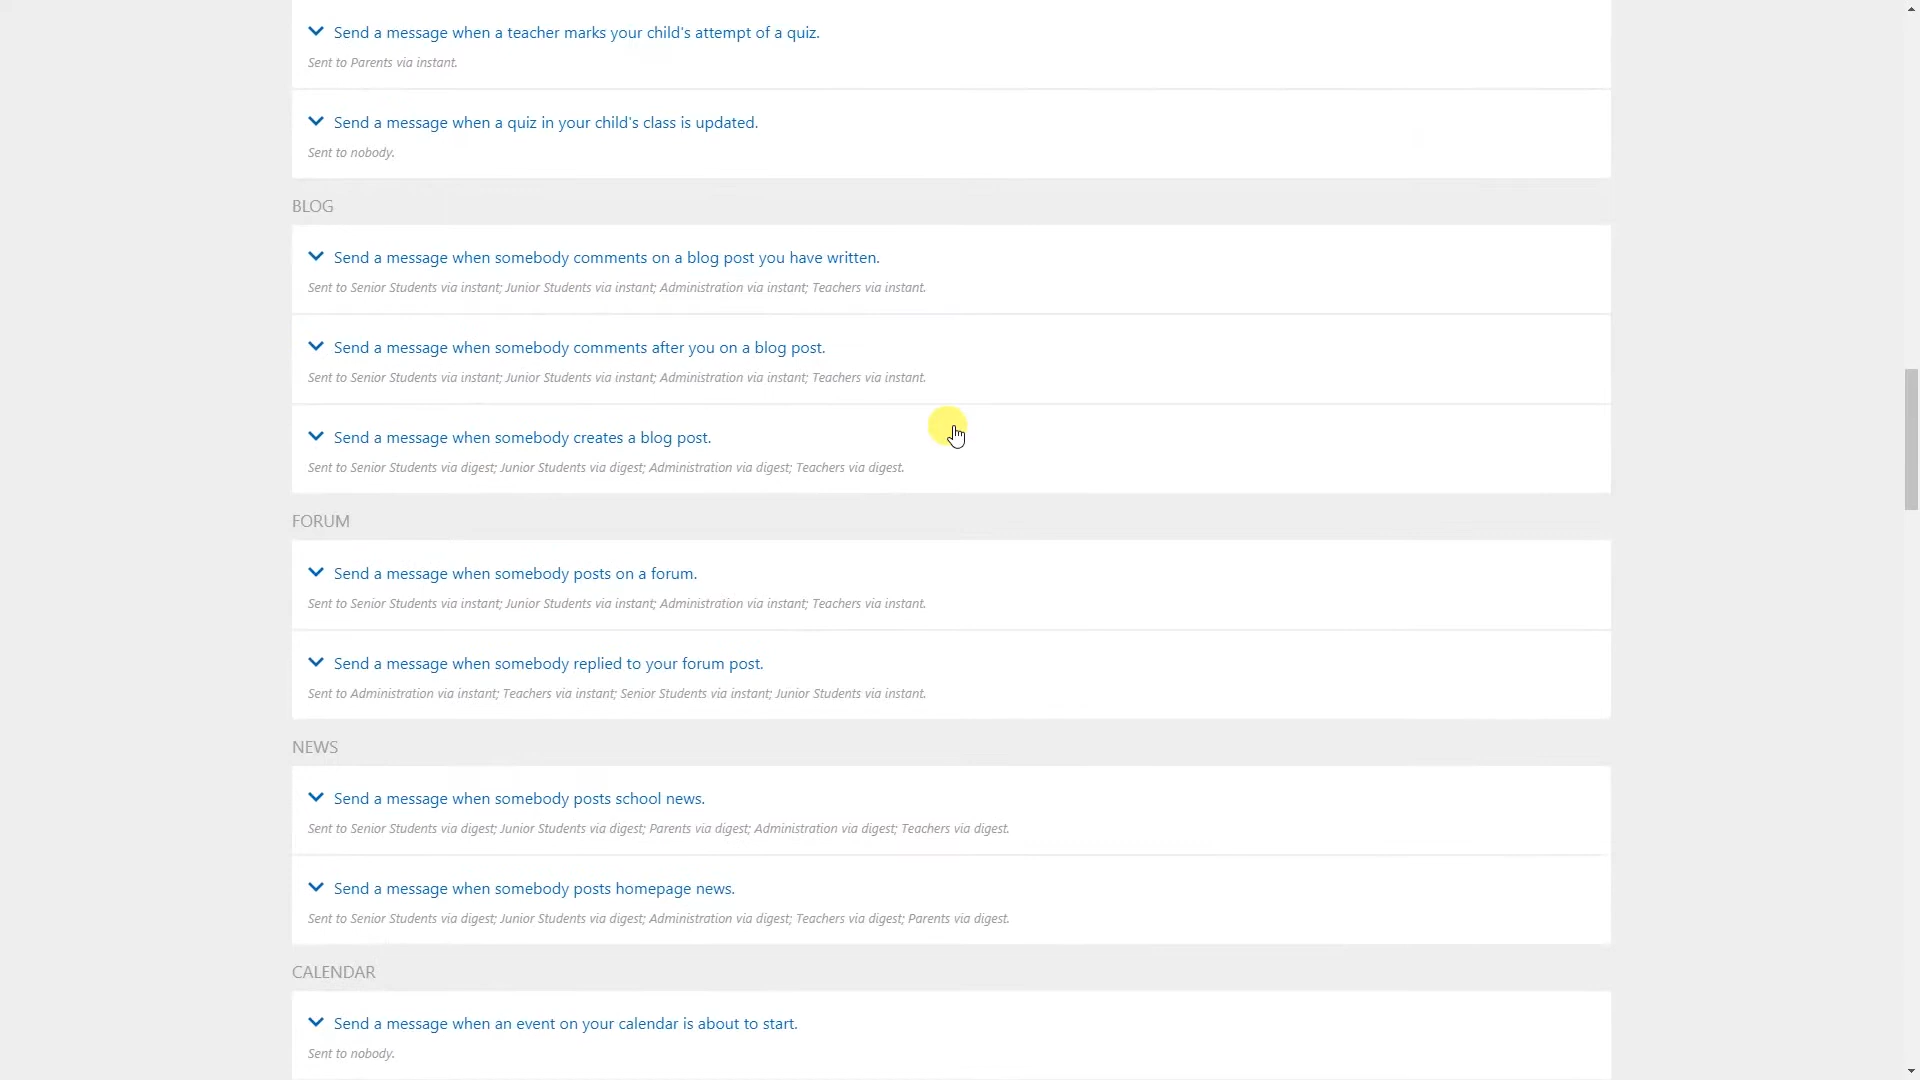 Send a message when a teacher marks your child's attempt of a quiz.
Sent to Parents via instant.
Send a message when a quiz in your child's class is updated.
Sent to nobody.
BLOG
Send a message when somebody comments on a blog post you have written.
Sent to Senior Students via instant; Junior Students via instant; Administration via instant; Teachers via instant.
Send a message when somebody comments after you on a blog post.
Sent to Senior Students via instant; Junior Students via instant; Administration via instant; Teachers via instant.
Send a message when somebody creates a blog post.
Sent to Senior Students via digest; Junior Students via digest; Administration via digest; Teachers via digest.
FORUM
Send a message when somebody posts on a forum.
Sent to Senior Students via instant; Junior Students via instant; Administration via instant; Teachers via instant.
Send a message when somebody replied to your forum post.
Sent to Administration via instant; Teachers via instant; Senior Students via instant; Junior Students via instant.
NEWS
Send a message when somebody posts school news.
Sent to Senior Students via digest; Junior Students via digest; Parents via digest; Administration via digest; Teachers via digest.
Send a message when somebody posts homepage news.
Sent to Senior Students via digest; Junior Students via digest; Administration via digest; Teachers via digest; Parents via digest.
CALENDAR
Send a message when an event on your calendar is about to start.
Sent to nobody.